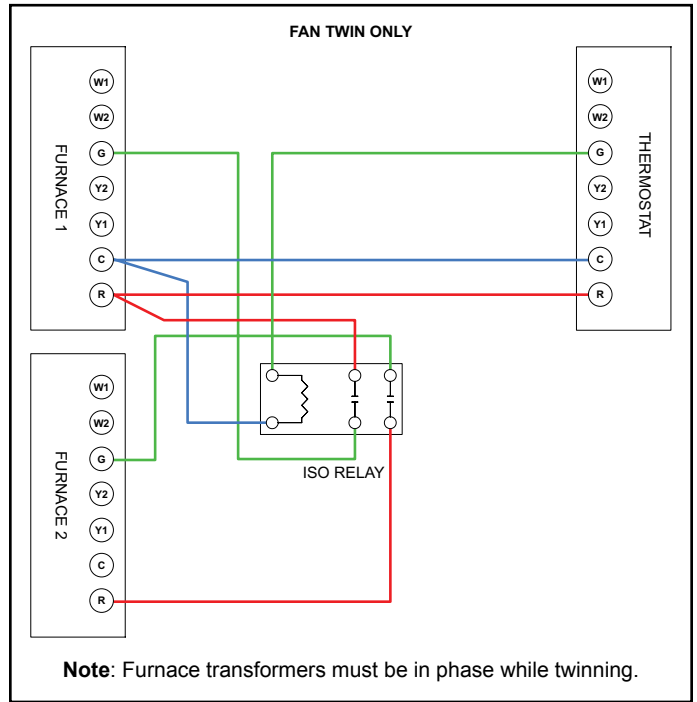 FAN TWIN ONLY
FURNACE 1
W1
W2
G
Y2
Y1
C
R
THERMOSTAT
W1
W2
G
Y2
Y1
C
R
ISO RELAY
FURNACE 2
W1
W2
G
Y2
Y1
C
R
Note: Furnace transformers must be in phase while twinning.